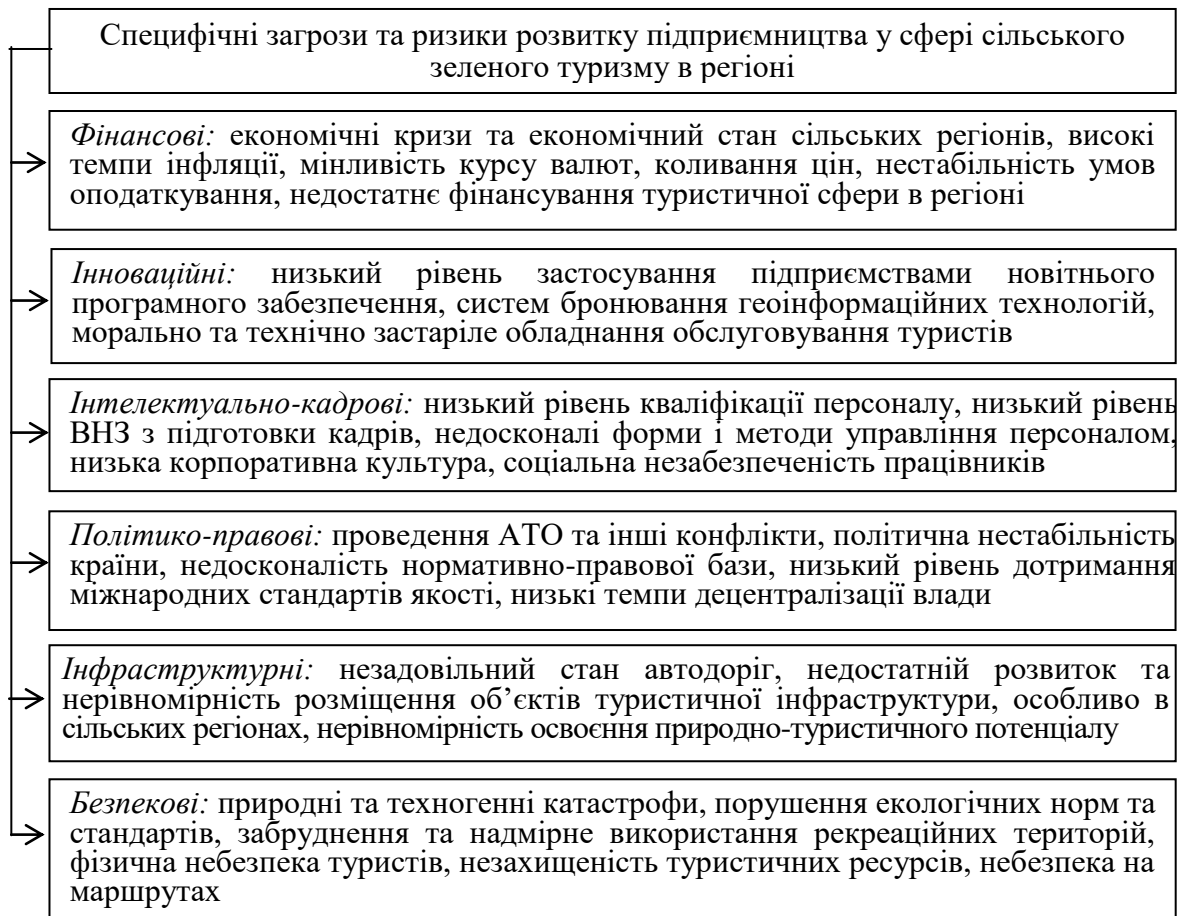 Специфічні загрози та ризики розвитку підприємництва у сфері сільського
зеленого туризму в регіоні
Фінансові: економічні кризи та економічний стан сільських регіонів, високі
темпи інфляції, мінливість курсу валют, коливання цін, нестабільність умов
оподаткування, недостатнє фінансування туристичної сфери в регіоні
Інноваційні: низький рівень застосування підприємствами новітнього
програмного забезпечення, систем бронювання геоінформаційних технологій,
морально та технічно застаріле обладнання обслуговування туристів
Інтелектуально-кадрові: низький рівень кваліфікації персоналу, низький рівень
ВНЗ з підготовки кадрів, недосконалі форми і методи управління персоналом,
низька корпоративна культура, соціальна незабезпеченість працівників
Політико-правові: проведення АТО та інші конфлікти, політична нестабільність
країни, недосконалість нормативно-правової бази, низький рівень дотримання
міжнародних стандартів якості, низькі темпи децентралізації влади
Інфраструктурні: незадовільний стан автодоріг, недостатній розвиток та
нерівномірність розміщення об’єктів туристичної інфраструктури, особливо в
сільських регіонах, нерівномірність освоєння природно-туристичного потенціалу
Безпекові: природні та техногенні катастрофи, порушення екологічних норм та
стандартів, забруднення та надмірне використання рекреаційних територій,
фізична небезпека туристів, незахищеність туристичних ресурсів, небезпека на
маршрутах